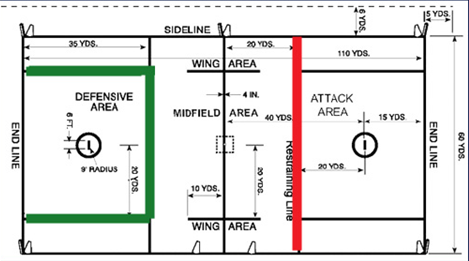 6 YDS.
5 YDS.
SIDELINE
35 YDS.
20 YDS.
110 YDS.
WING AREA
DEFENSIVE
AREA
4 IN.
ATTACK
AREA
MIDFIELD AREA
40 YDS.
15 YDS.
END LINE
6 FT.
9' RADIUS
20 YDS.
10 YDS.
20 YDS.
Restraining Line
20 YDS.
END LINE
60 YDS.
WING AREA